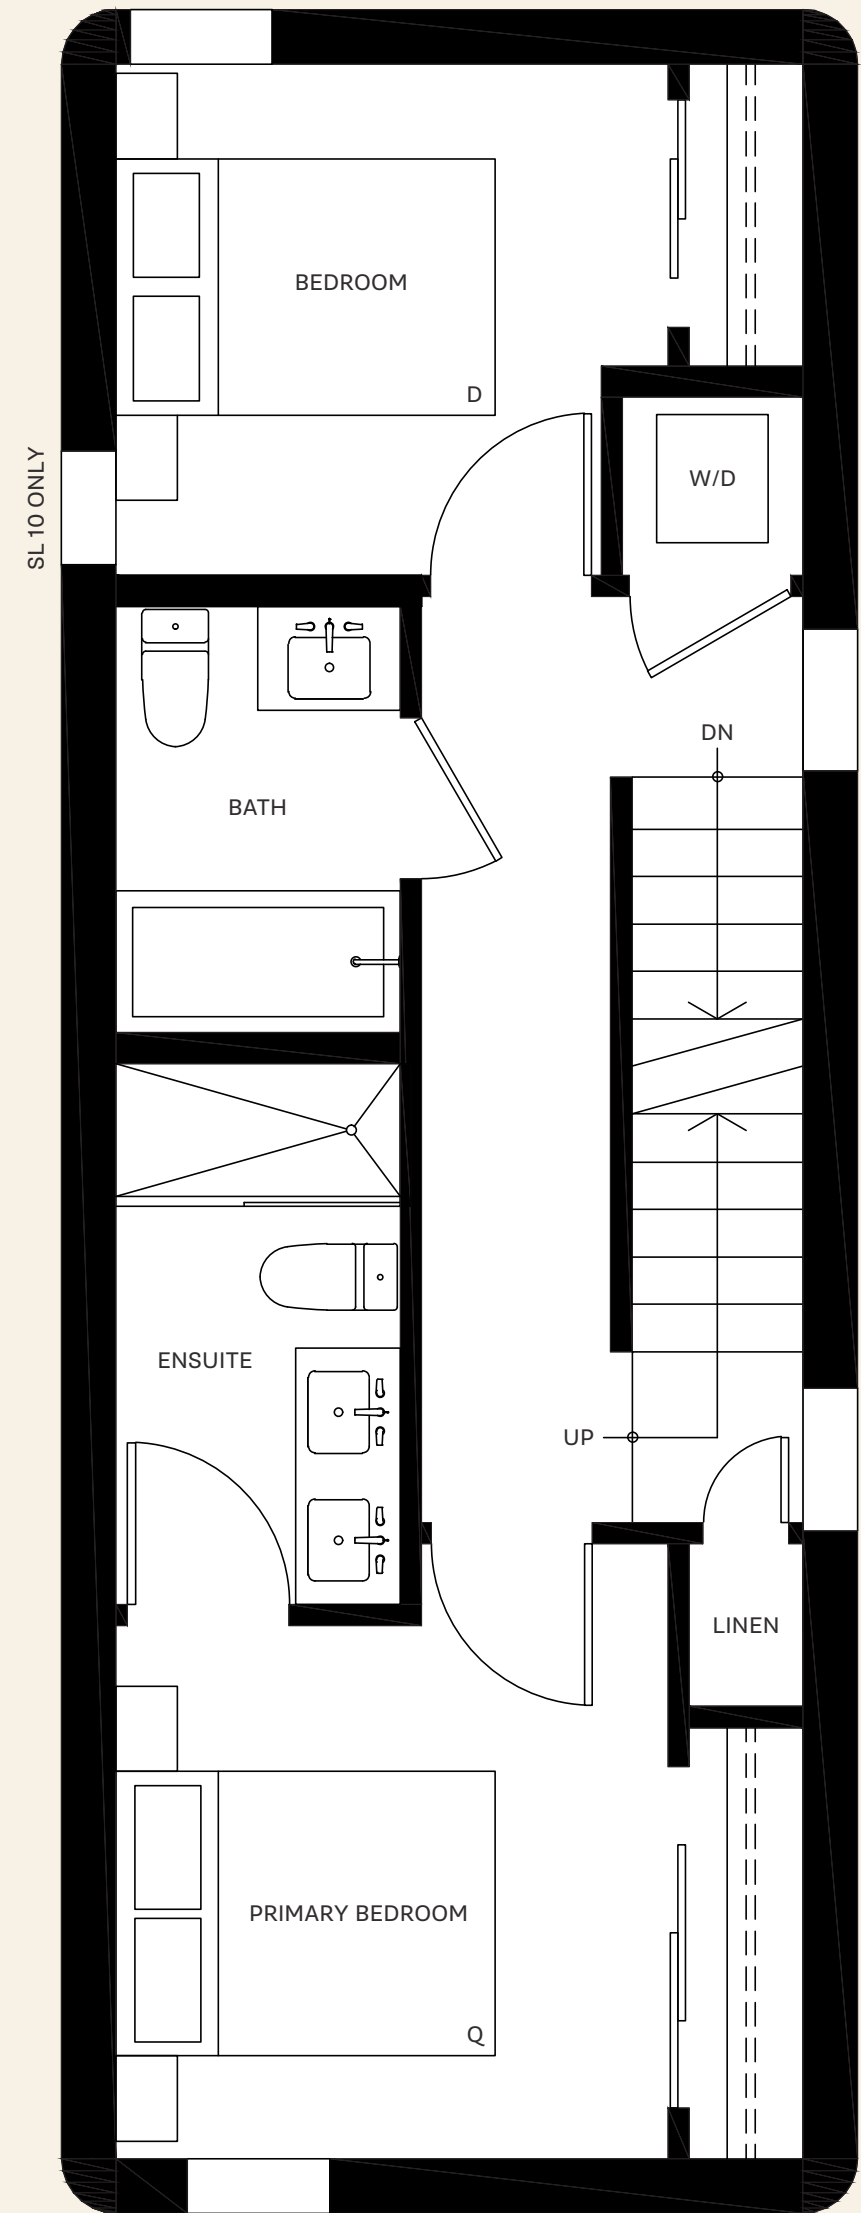 BEDROOM
D
W/D
SL 10 ONLY
DN
BATH
ENSUITE
UP
LINEN
PRIMARY BEDROOM
Q